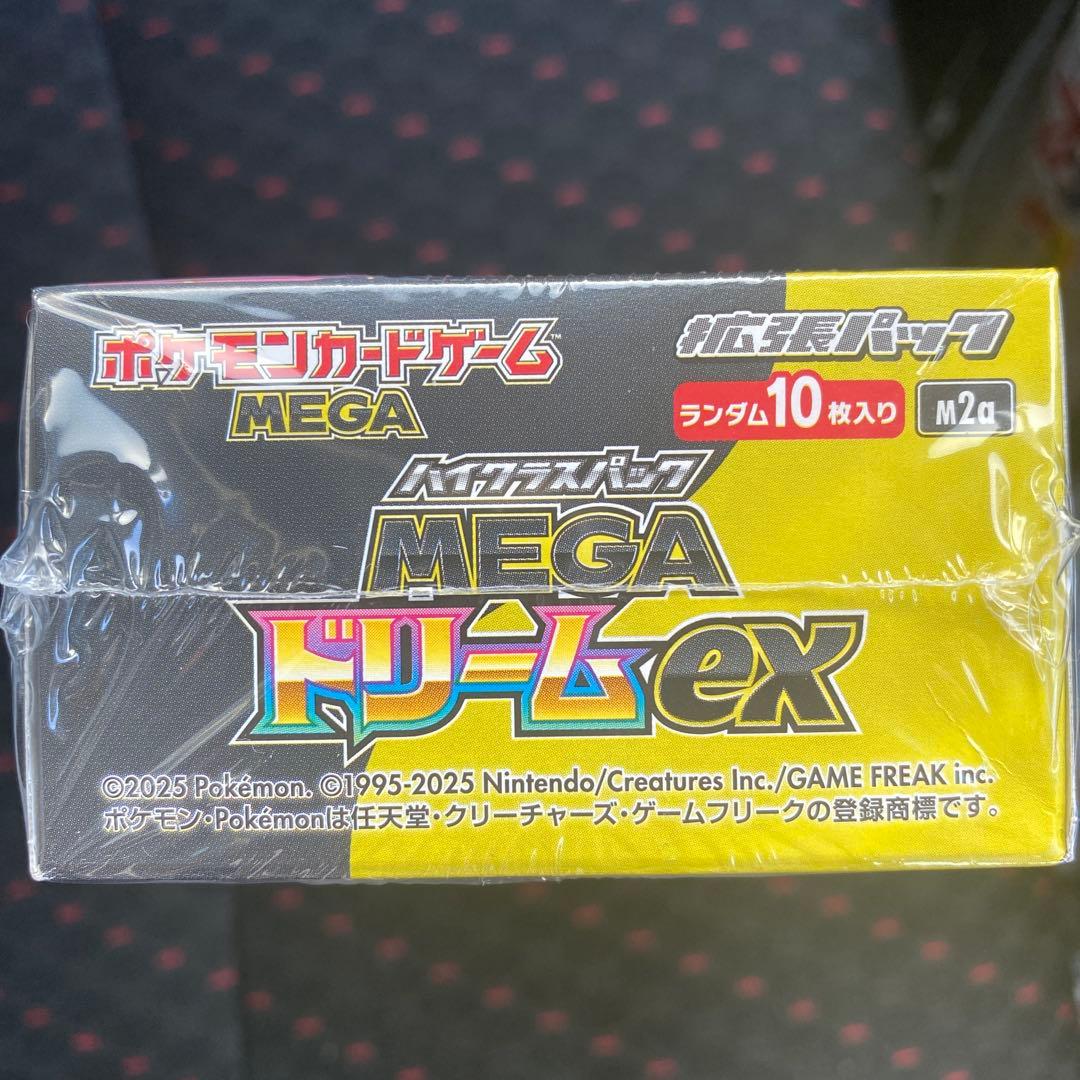 ポケモンカードゲーム™
MEGA
拡張パック
ランダム10枚入り
M2a
ハイクラスパック
MEGA
ドリームex
©2025 Pokémon. ©1995-2025 Nintendo/Creatures Inc./GAME FREAK inc.
ポケモン・Pokémonは任天堂・クリーチャーズ・ゲームフリークの登録商標です。